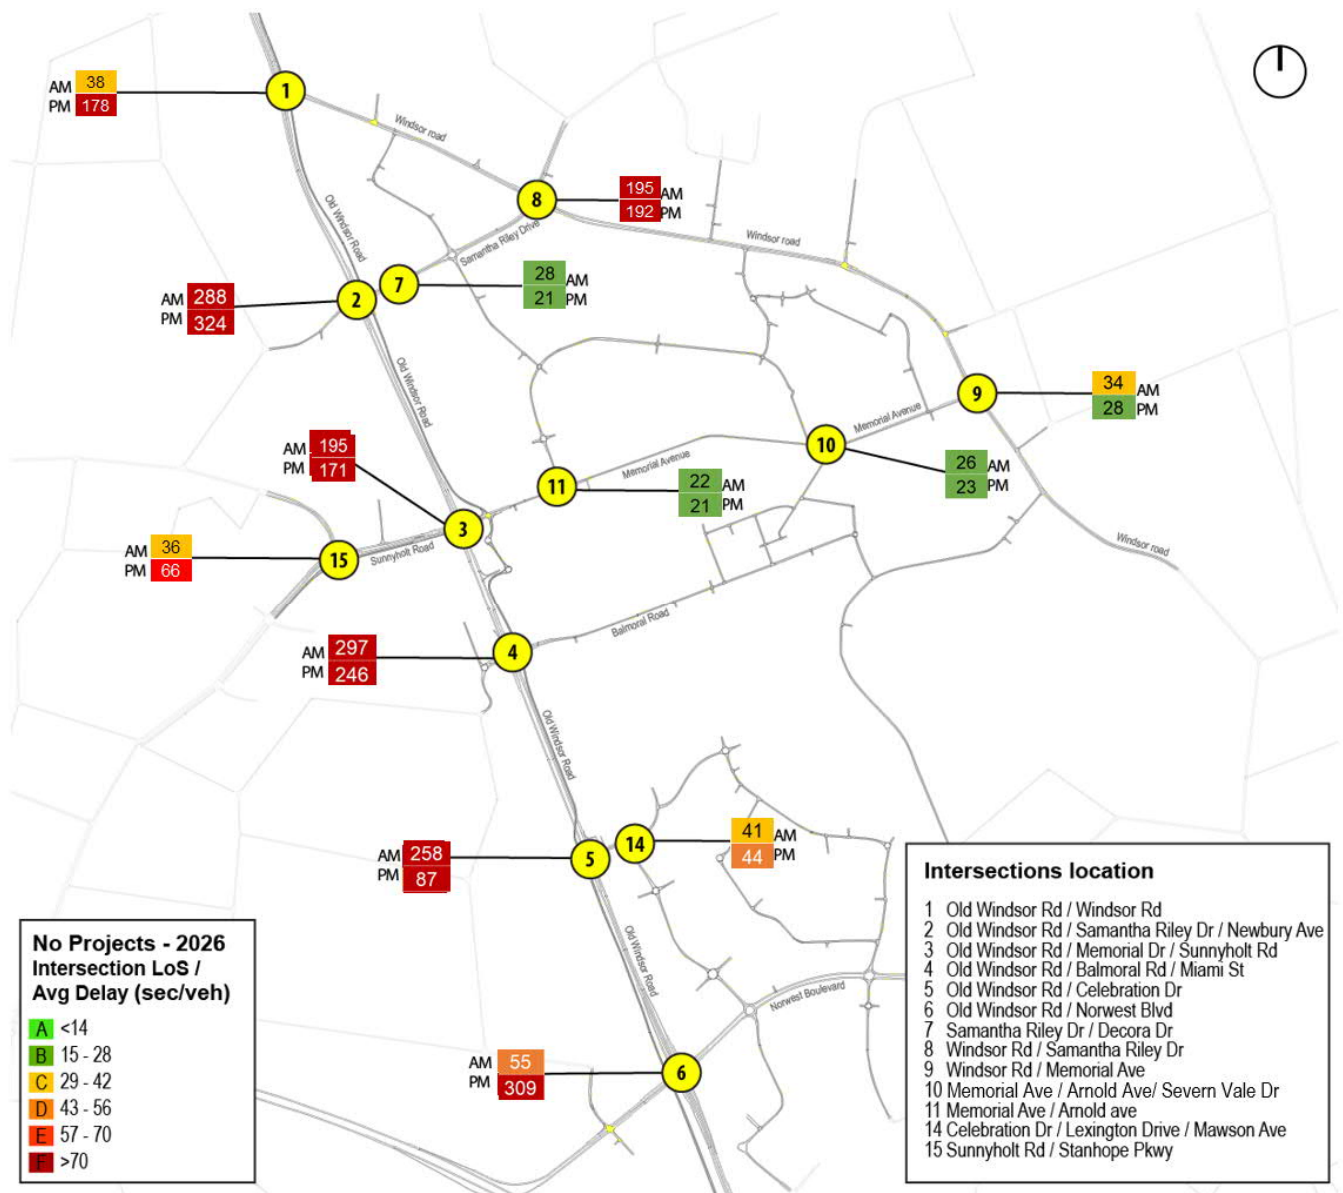 AM 38
PM 178
1
Windsor road
8
195 AM
192 PM
Old Windsor Road
Samantha Riley Drive
Windsor road
7
28 AM
21 PM
AM 288
PM 324
2
Old Windsor Road
9
34 AM
28 PM
Memorial Avenue
10
26 AM
23 PM
AM 195
PM 171
Memorial Avenue
11
22 AM
21 PM
3
Sunnyholt Road
AM 36
PM 66
15
Windsor road
Balmoral Road
4
AM 297
PM 246
Old Windsor Road
14
41 AM
44 PM
5
AM 258
PM 87
Old Windsor Road
Norwest Boulevard
6
AM 55
PM 309
No Projects - 2026
Intersection LoS /
Avg Delay (sec/veh)
A <14
B 15 - 28
C 29 - 42
D 43 - 56
E 57 - 70
F >70
Intersections location
1 Old Windsor Rd / Windsor Rd
2 Old Windsor Rd / Samantha Riley Dr / Newbury Ave
3 Old Windsor Rd / Memorial Dr / Sunnyholt Rd
4 Old Windsor Rd / Balmoral Rd / Miami St
5 Old Windsor Rd / Celebration Dr
6 Old Windsor Rd / Norwest Blvd
7 Samantha Riley Dr / Decora Dr
8 Windsor Rd / Samantha Riley Dr
9 Windsor Rd / Memorial Ave
10 Memorial Ave / Arnold Ave/ Severn Vale Dr
11 Memorial Ave / Arnold ave
14 Celebration Dr / Lexington Drive / Mawson Ave
15 Sunnyholt Rd / Stanhope Pkwy